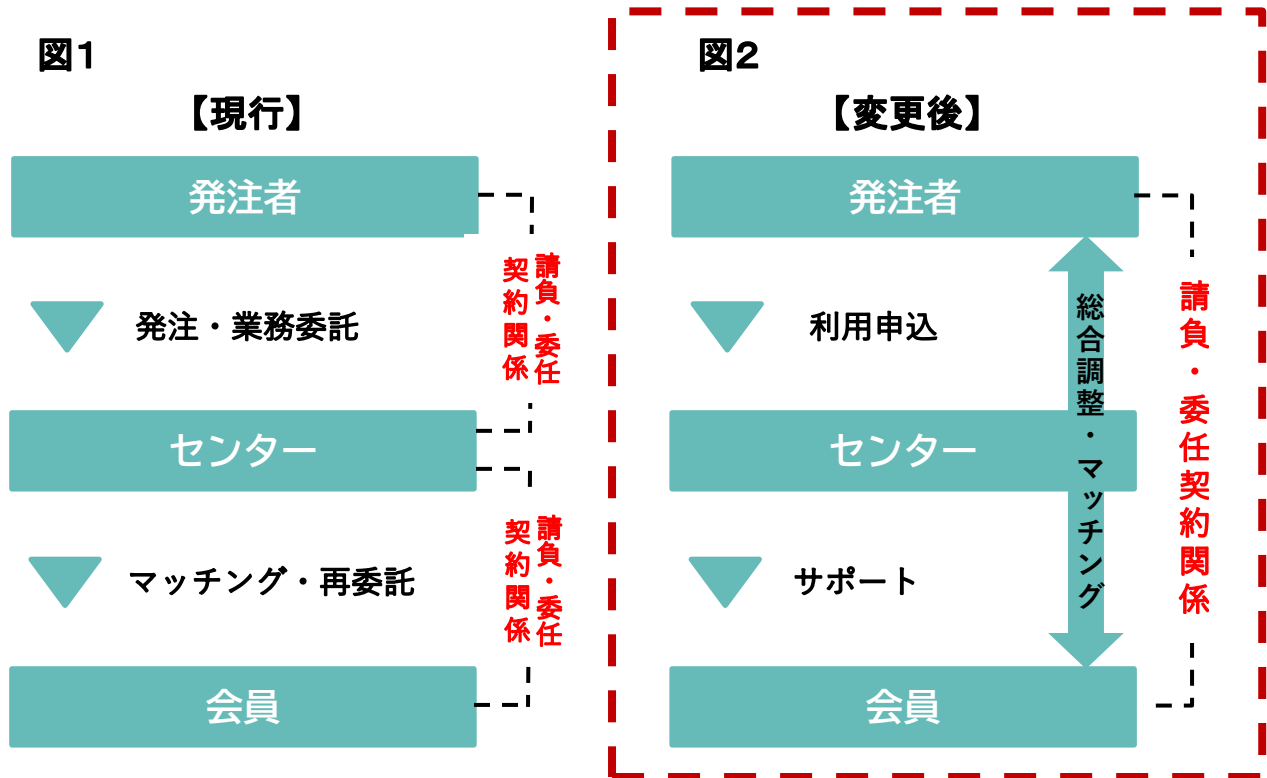 図1
【現行】
発注者
発注・業務委託
請負・委任
契約関係
センター
マッチング・再委託
請負・委任
契約関係
会員
図2
【変更後】
発注者
利用申込
総合調整・マッチング
請負・委任契約関係
センター
サポート
会員